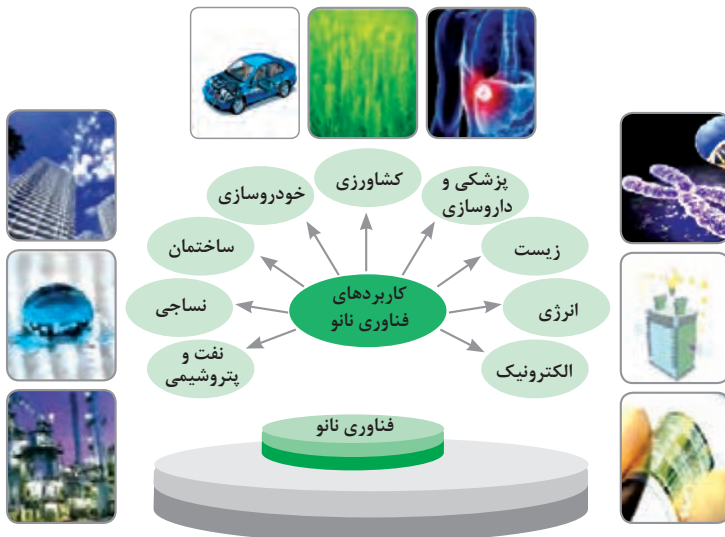 کشاورزی
پزشکی و
داروسازی
خودروسازی
زیست
ساختمان
کاربردهای
فناوری نانو
انرژی
نساجی
الکترونیک
نفت و
پتروشیمی
فناوری نانو